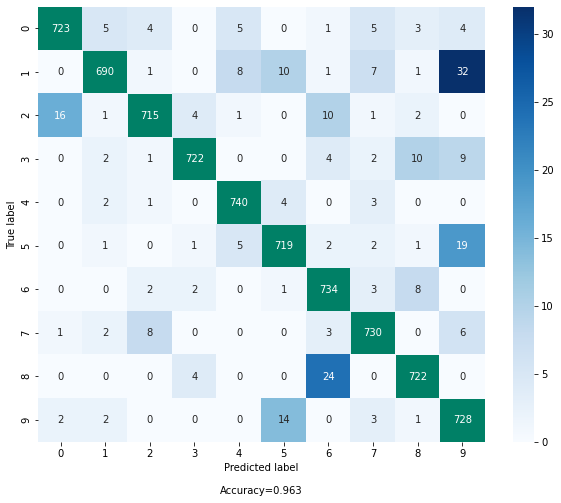 0 723 5 4 0 5 0 1 5 3 4
1 0 690 1 0 8 10 1 7 1 32
2 16 1 715 4 1 0 10 1 2 0
3 0 2 1 722 0 0 4 2 10 9
4 0 2 1 0 740 4 0 3 0 0
5 0 1 0 1 5 719 2 2 1 19
6 0 0 2 2 0 1 734 3 8 0
7 1 2 8 0 0 0 3 730 0 6
8 0 0 0 4 0 0 24 0 722 0
9 2 2 0 0 0 14 0 3 1 728
0 1 2 3 4 5 6 7 8 9
True label
Predicted label
Accuracy=0.963
30
25
20
15
10
5
0